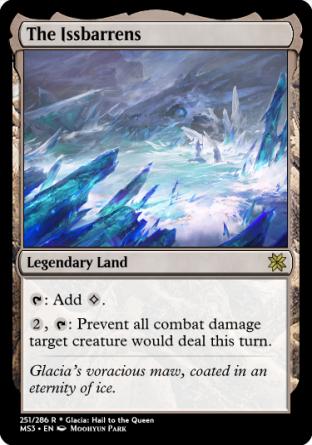 The Issbarrens
Legendary Land
: Add .
2 , : Prevent all combat damage
target creature would deal this turn.
Glacia's voracious maw, coated in an
eternity of ice.
251/286 R * Glacia: Hail to the Queen
MS3 • EN Moohyun Park